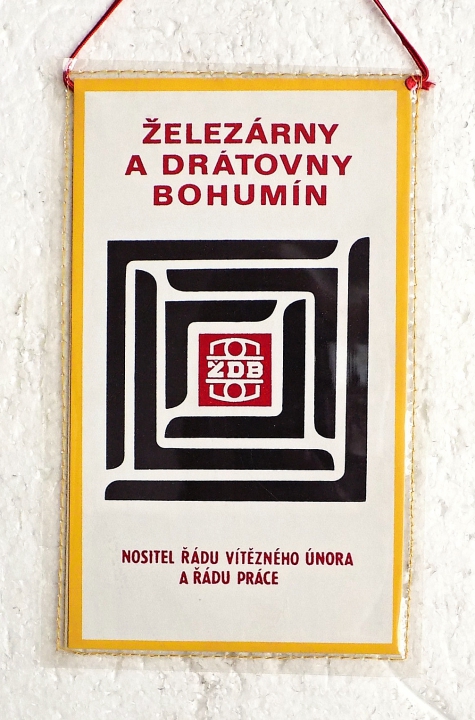 ŽELEZÁRNY
A DRÁTOVNY
BOHUMÍN
ŽDB
NOSITEL ŘÁDU VÍTĚZNÉHO ÚNORA
A ŘÁDU PRÁCE